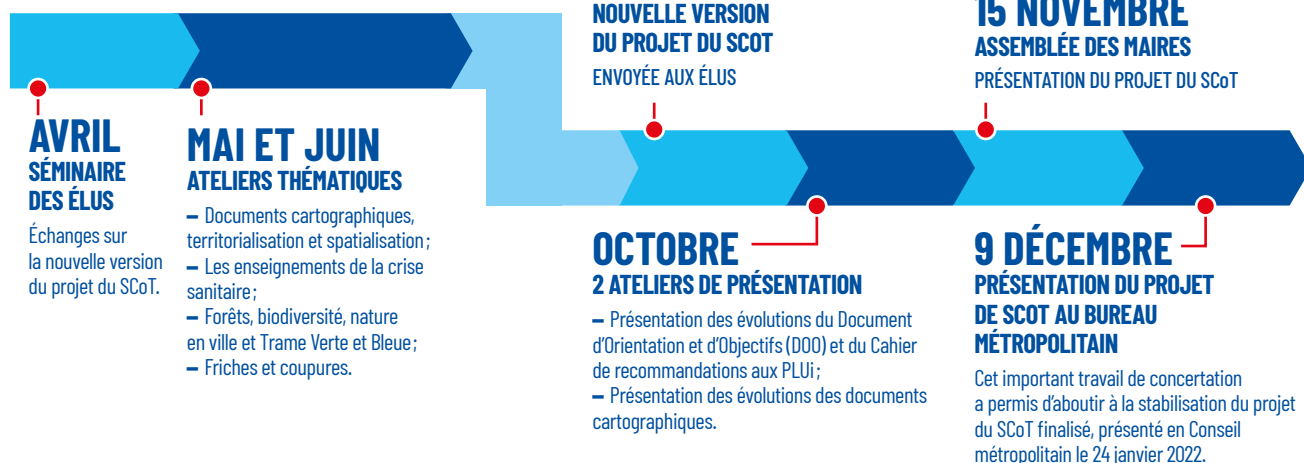 AVRIL
SÉMINAIRE
DES ÉLUS
Échanges sur
la nouvelle version
du projet du SCoT.
MAI ET JUIN
ATELIERS THÉMATIQUES
– Documents cartographiques,
territorialisation et spatialisation ;
– Les enseignements de la crise
sanitaire ;
– Forêts, biodiversité, nature
en ville et Trame Verte et Bleue ;
– Friches et coupures.
NOUVELLE VERSION
DU PROJET DU SCOT
ENVOYÉE AUX ÉLUS
OCTOBRE
2 ATELIERS DE PRÉSENTATION
– Présentation des évolutions du Document
d'Orientation et d'Objectifs (DOO) et du Cahier
de recommandations aux PLUi ;
– Présentation des évolutions des documents
cartographiques.
15 NOVEMBRE
ASSEMBLÉE DES MAIRES
PRÉSENTATION DU PROJET DU SCoT
9 DÉCEMBRE
PRÉSENTATION DU PROJET
DE SCOT AU BUREAU
MÉTROPOLITAIN
Cet important travail de concertation
a permis d'aboutir à la stabilisation du projet
du SCoT finalisé, présenté en Conseil
métropolitain le 24 janvier 2022.